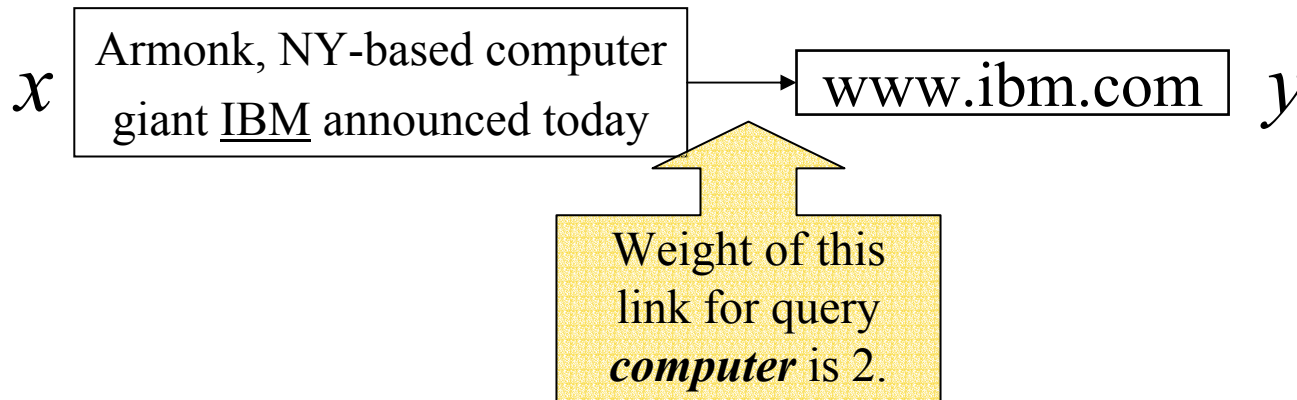 x
Armonk, NY-based computer
giant IBM announced today
www.ibm.com
y
Weight of this
link for query
computer is 2.